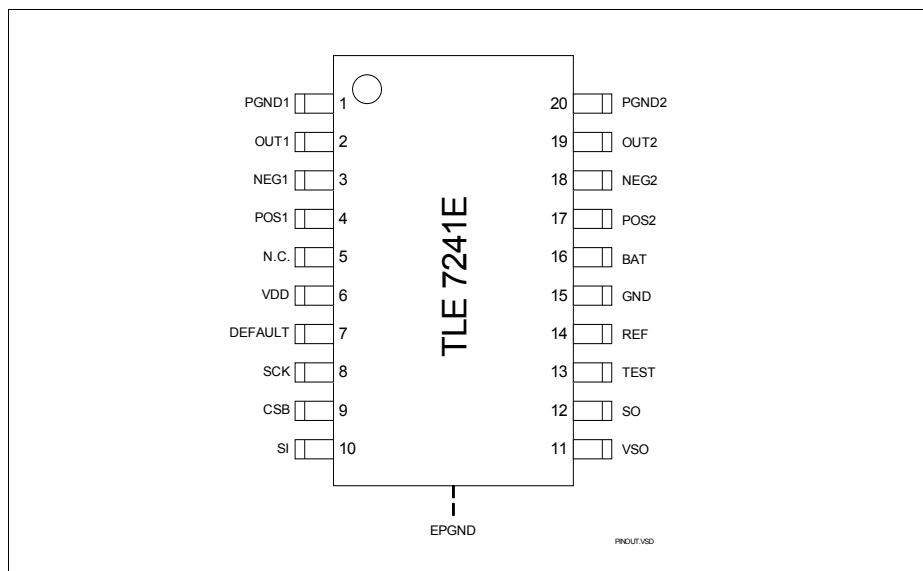 PGND1 1 20 PGND2
OUT1 2 19 OUT2
NEG1 3 18 NEG2
POS1 4 17 POS2
N.C. 5 16 BAT
VDD 6 15 GND
DEFAULT 7 14 REF
SCK 8 13 TEST
CSB 9 12 SO
SI 10 11 VSO
TLE 7241E
EPGND
PINOUT.VSD